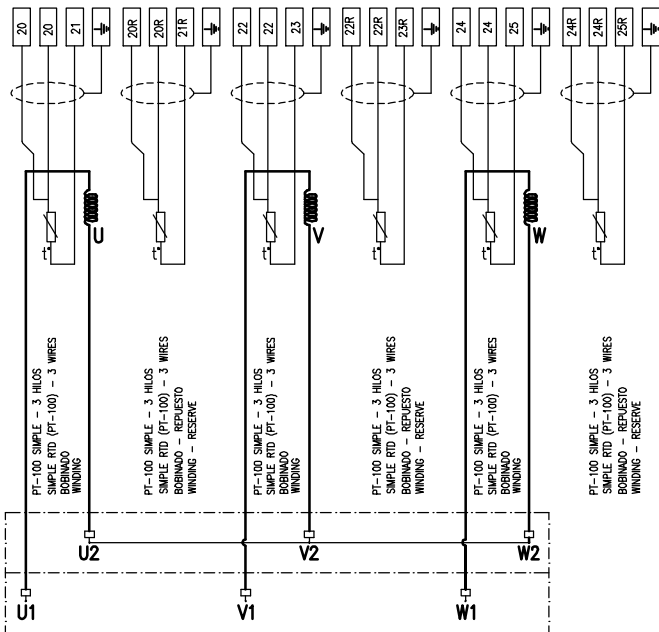 20
20
21
20R
20R
21R
22
22
23
22R
22R
23R
24
24
25
24R
24R
25R
t°
U
t°
t°
V
t°
t°
W
t°
PT-100 SIMPLE - 3 HILOS
SIMPLE RTD (PT-100) - 3 WIRES
BOBINADO
WINDING
PT-100 SIMPLE - 3 HILOS
SIMPLE RTD (PT-100) - 3 WIRES
BOBINADO - REPUESTO
WINDING - RESERVE
PT-100 SIMPLE - 3 HILOS
SIMPLE RTD (PT-100) - 3 WIRES
BOBINADO
WINDING
PT-100 SIMPLE - 3 HILOS
SIMPLE RTD (PT-100) - 3 WIRES
BOBINADO - REPUESTO
WINDING - RESERVE
PT-100 SIMPLE - 3 HILOS
SIMPLE RTD (PT-100) - 3 WIRES
BOBINADO
WINDING
PT-100 SIMPLE - 3 HILOS
SIMPLE RTD (PT-100) - 3 WIRES
BOBINADO - REPUESTO
WINDING - RESERVE
U2
V2
W2
U1
V1
W1